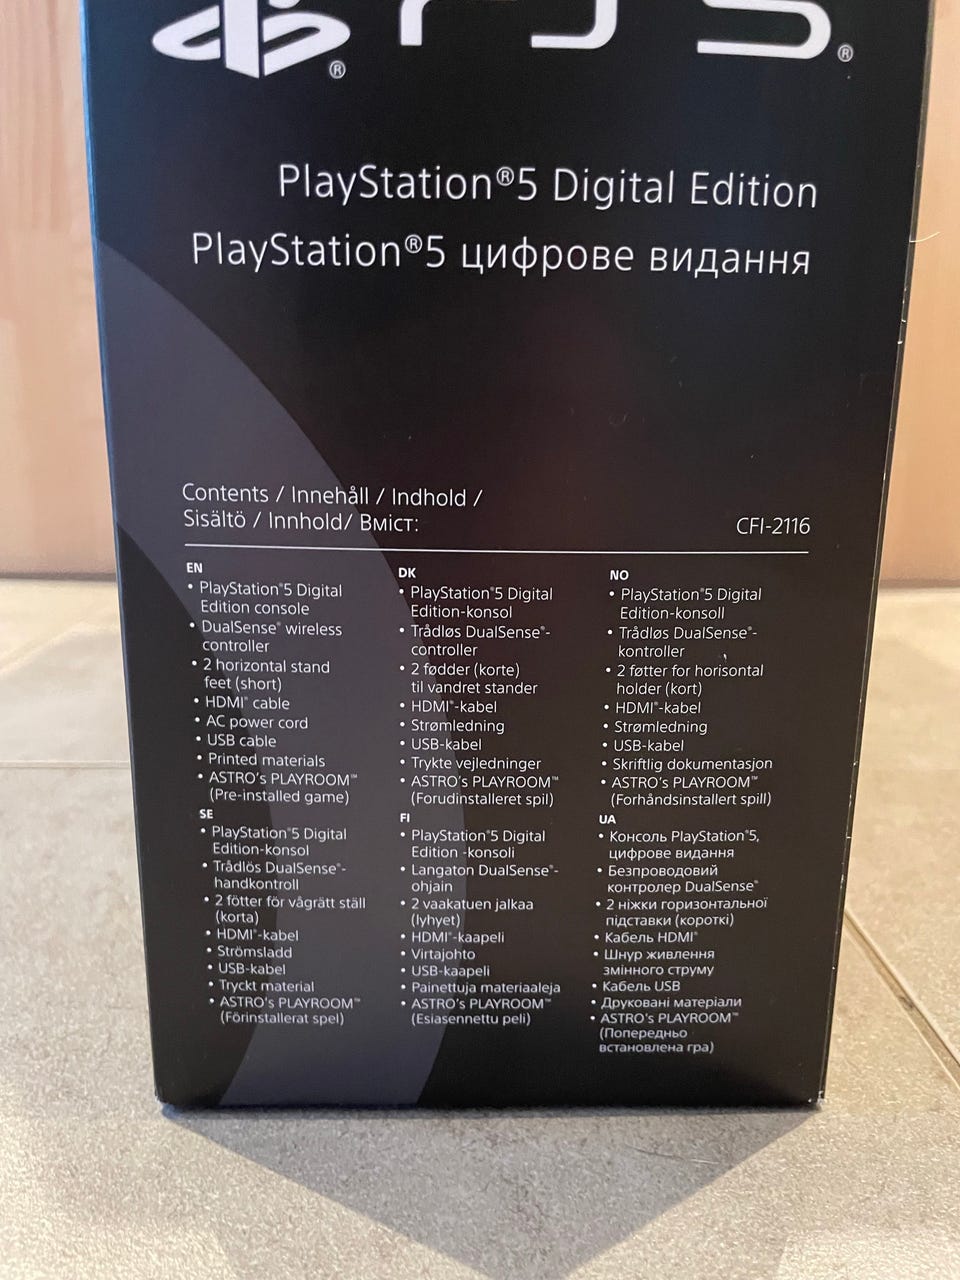 PS5®
PlayStation®5 Digital Edition
PlayStation®5 цифрове видання
Contents / Innehåll / Indhold /
Sisältö / Innhold/ Вміст:
CFI-2116
EN
• PlayStation®5 Digital
Edition console
• DualSense® wireless
controller
• 2 horizontal stand
feet (short)
• HDMI® cable
• AC power cord
• USB cable
• Printed materials
• ASTRO's PLAYROOM™
(Pre-installed game)
DK
• PlayStation®5 Digital
Edition-konsol
• Trådløs DualSense®-
controller
• 2 fødder (korte)
til vandret stander
• HDMI®-kabel
• Strømledning
• USB-kabel
• Trykte vejledninger
• ASTRO's PLAYROOM™
(Forudinstalleret spil)
NO
• PlayStation®5 Digital
Edition-konsoll
• Trådløs DualSense®-
kontroller
• 2 føtter for horisontal
holder (kort)
• HDMI®-kabel
• Strømledning
• USB-kabel
• Skriftlig dokumentasjon
• ASTRO's PLAYROOM™
(Forhåndsinstallert spill)
SE
• PlayStation®5 Digital
Edition-konsol
• Trådlös DualSense®-
handkontroll
• 2 fötter för vågrätt ställ
(korta)
• HDMI®-kabel
• Strömsladd
• USB-kabel
• Tryckt material
• ASTRO's PLAYROOM™
(Förinstallerat spel)
FI
• PlayStation®5 Digital
Edition -konsoli
• Langaton DualSense®-
ohjain
• 2 vaakatuen jalkaa
(lyhyet)
• HDMI®-kaapeli
• Virtajohto
• USB-kaapeli
• Painettuja materiaaleja
• ASTRO's PLAYROOM™
(Esiasennettu peli)
UA
• Консоль PlayStation®5,
цифрове видання
• Безпроводовий
контролер DualSense®
• 2 ніжки горизонтальної
підставки (короткі)
• Кабель HDMI®
• Шнур живлення
змінного струму
• Кабель USB
• Друковані матеріали
• ASTRO's PLAYROOM™
(Попередньо
встановлена гра)